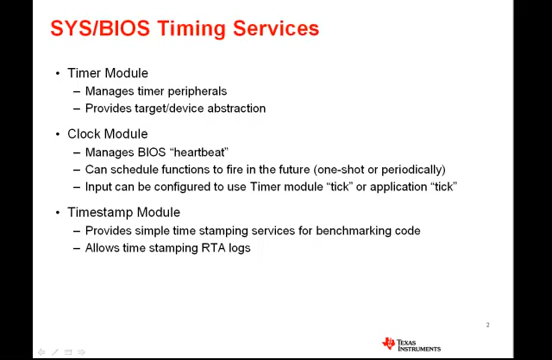 SYS/BIOS Timing Services
• Timer Module
– Manages timer peripherals
– Provides target/device abstraction
• Clock Module
– Manages BIOS “heartbeat”
– Can schedule functions to fire in the future (one-shot or periodically)
– Input can be configured to use Timer module “tick” or application “tick”
• Timestamp Module
– Provides simple time stamping services for benchmarking code
– Allows time stamping RTA logs
2
TEXAS
INSTRUMENTS